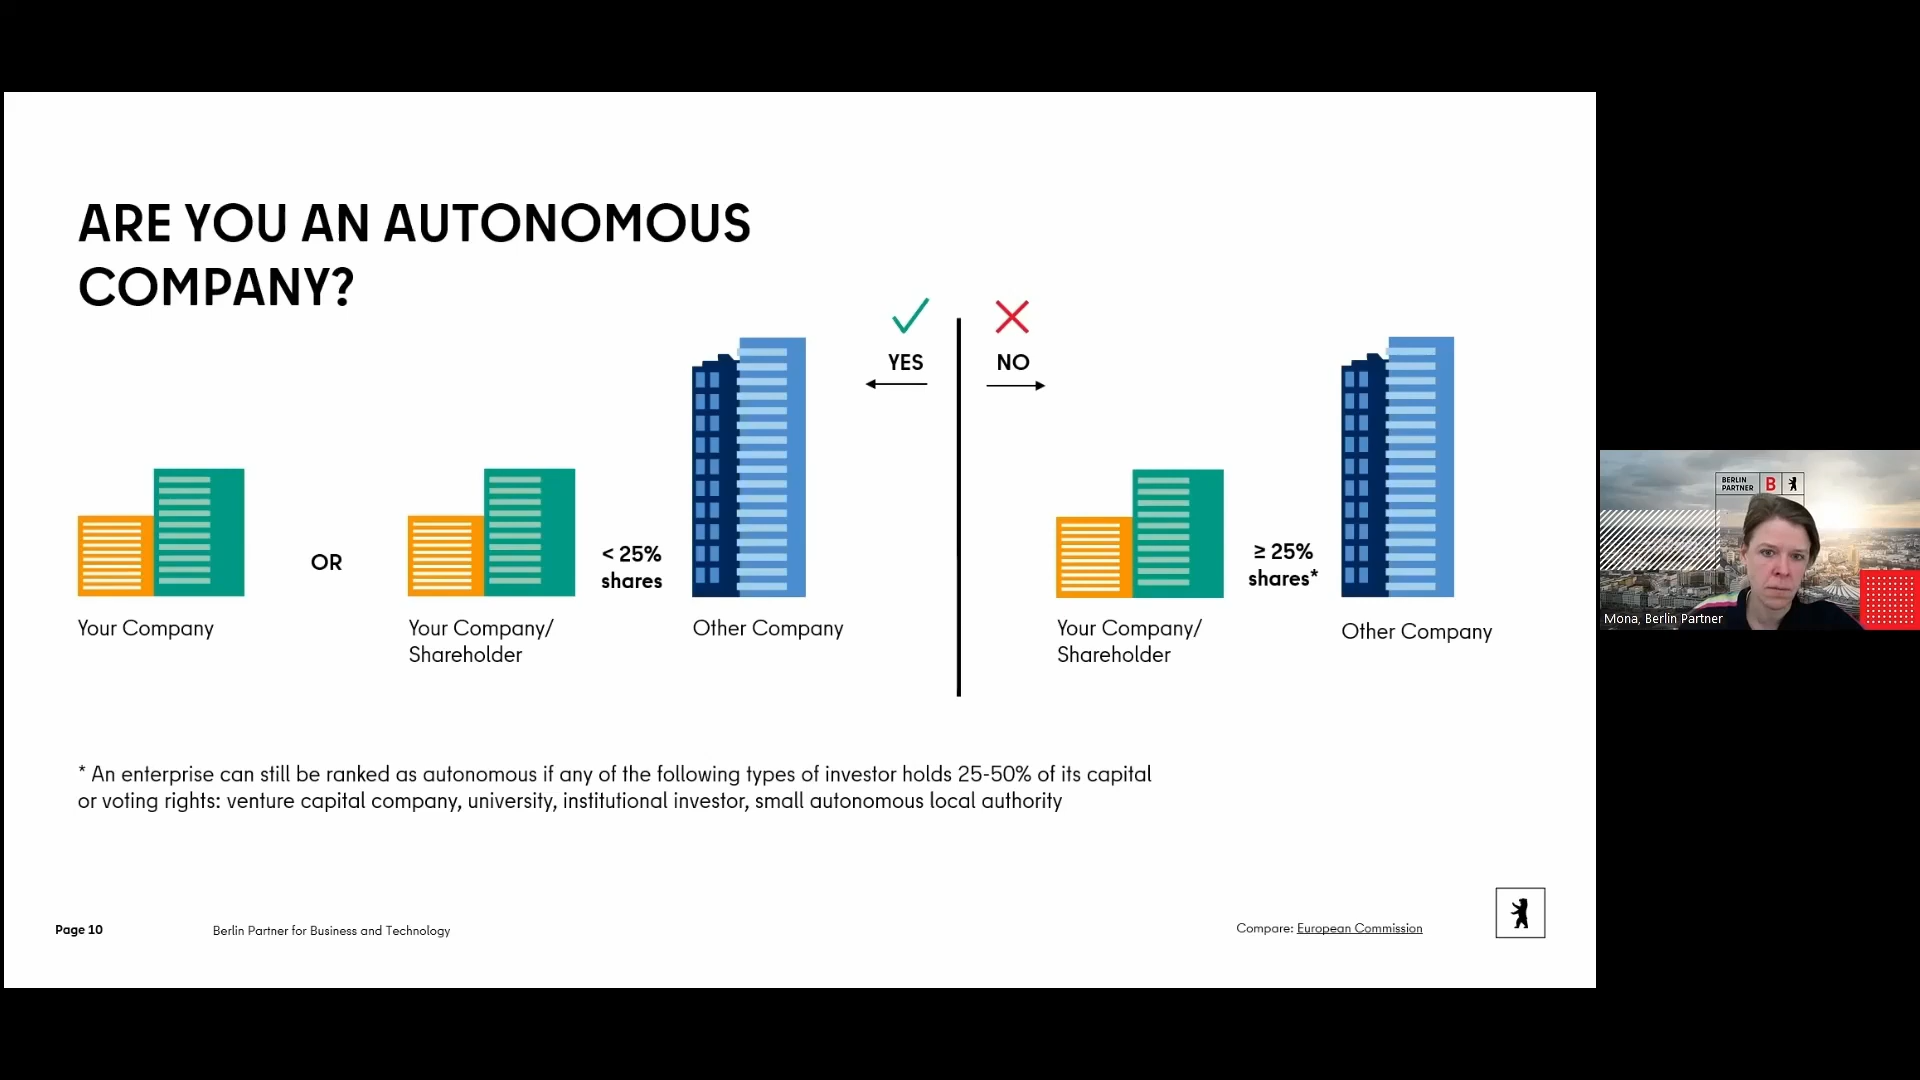 ARE YOU AN AUTONOMOUS
COMPANY?
YES
NO
OR
< 25%
shares
≥ 25%
shares*
Your Company
Your Company/
Shareholder
Other Company
Your Company/
Shareholder
Other Company
* An enterprise can still be ranked as autonomous if any of the following types of investor holds 25-50% of its capital
or voting rights: venture capital company, university, institutional investor, small autonomous local authority
Page 10
Berlin Partner for Business and Technology
Compare: European Commission
BERLIN
PARTNER
B
Mona, Berlin Partner